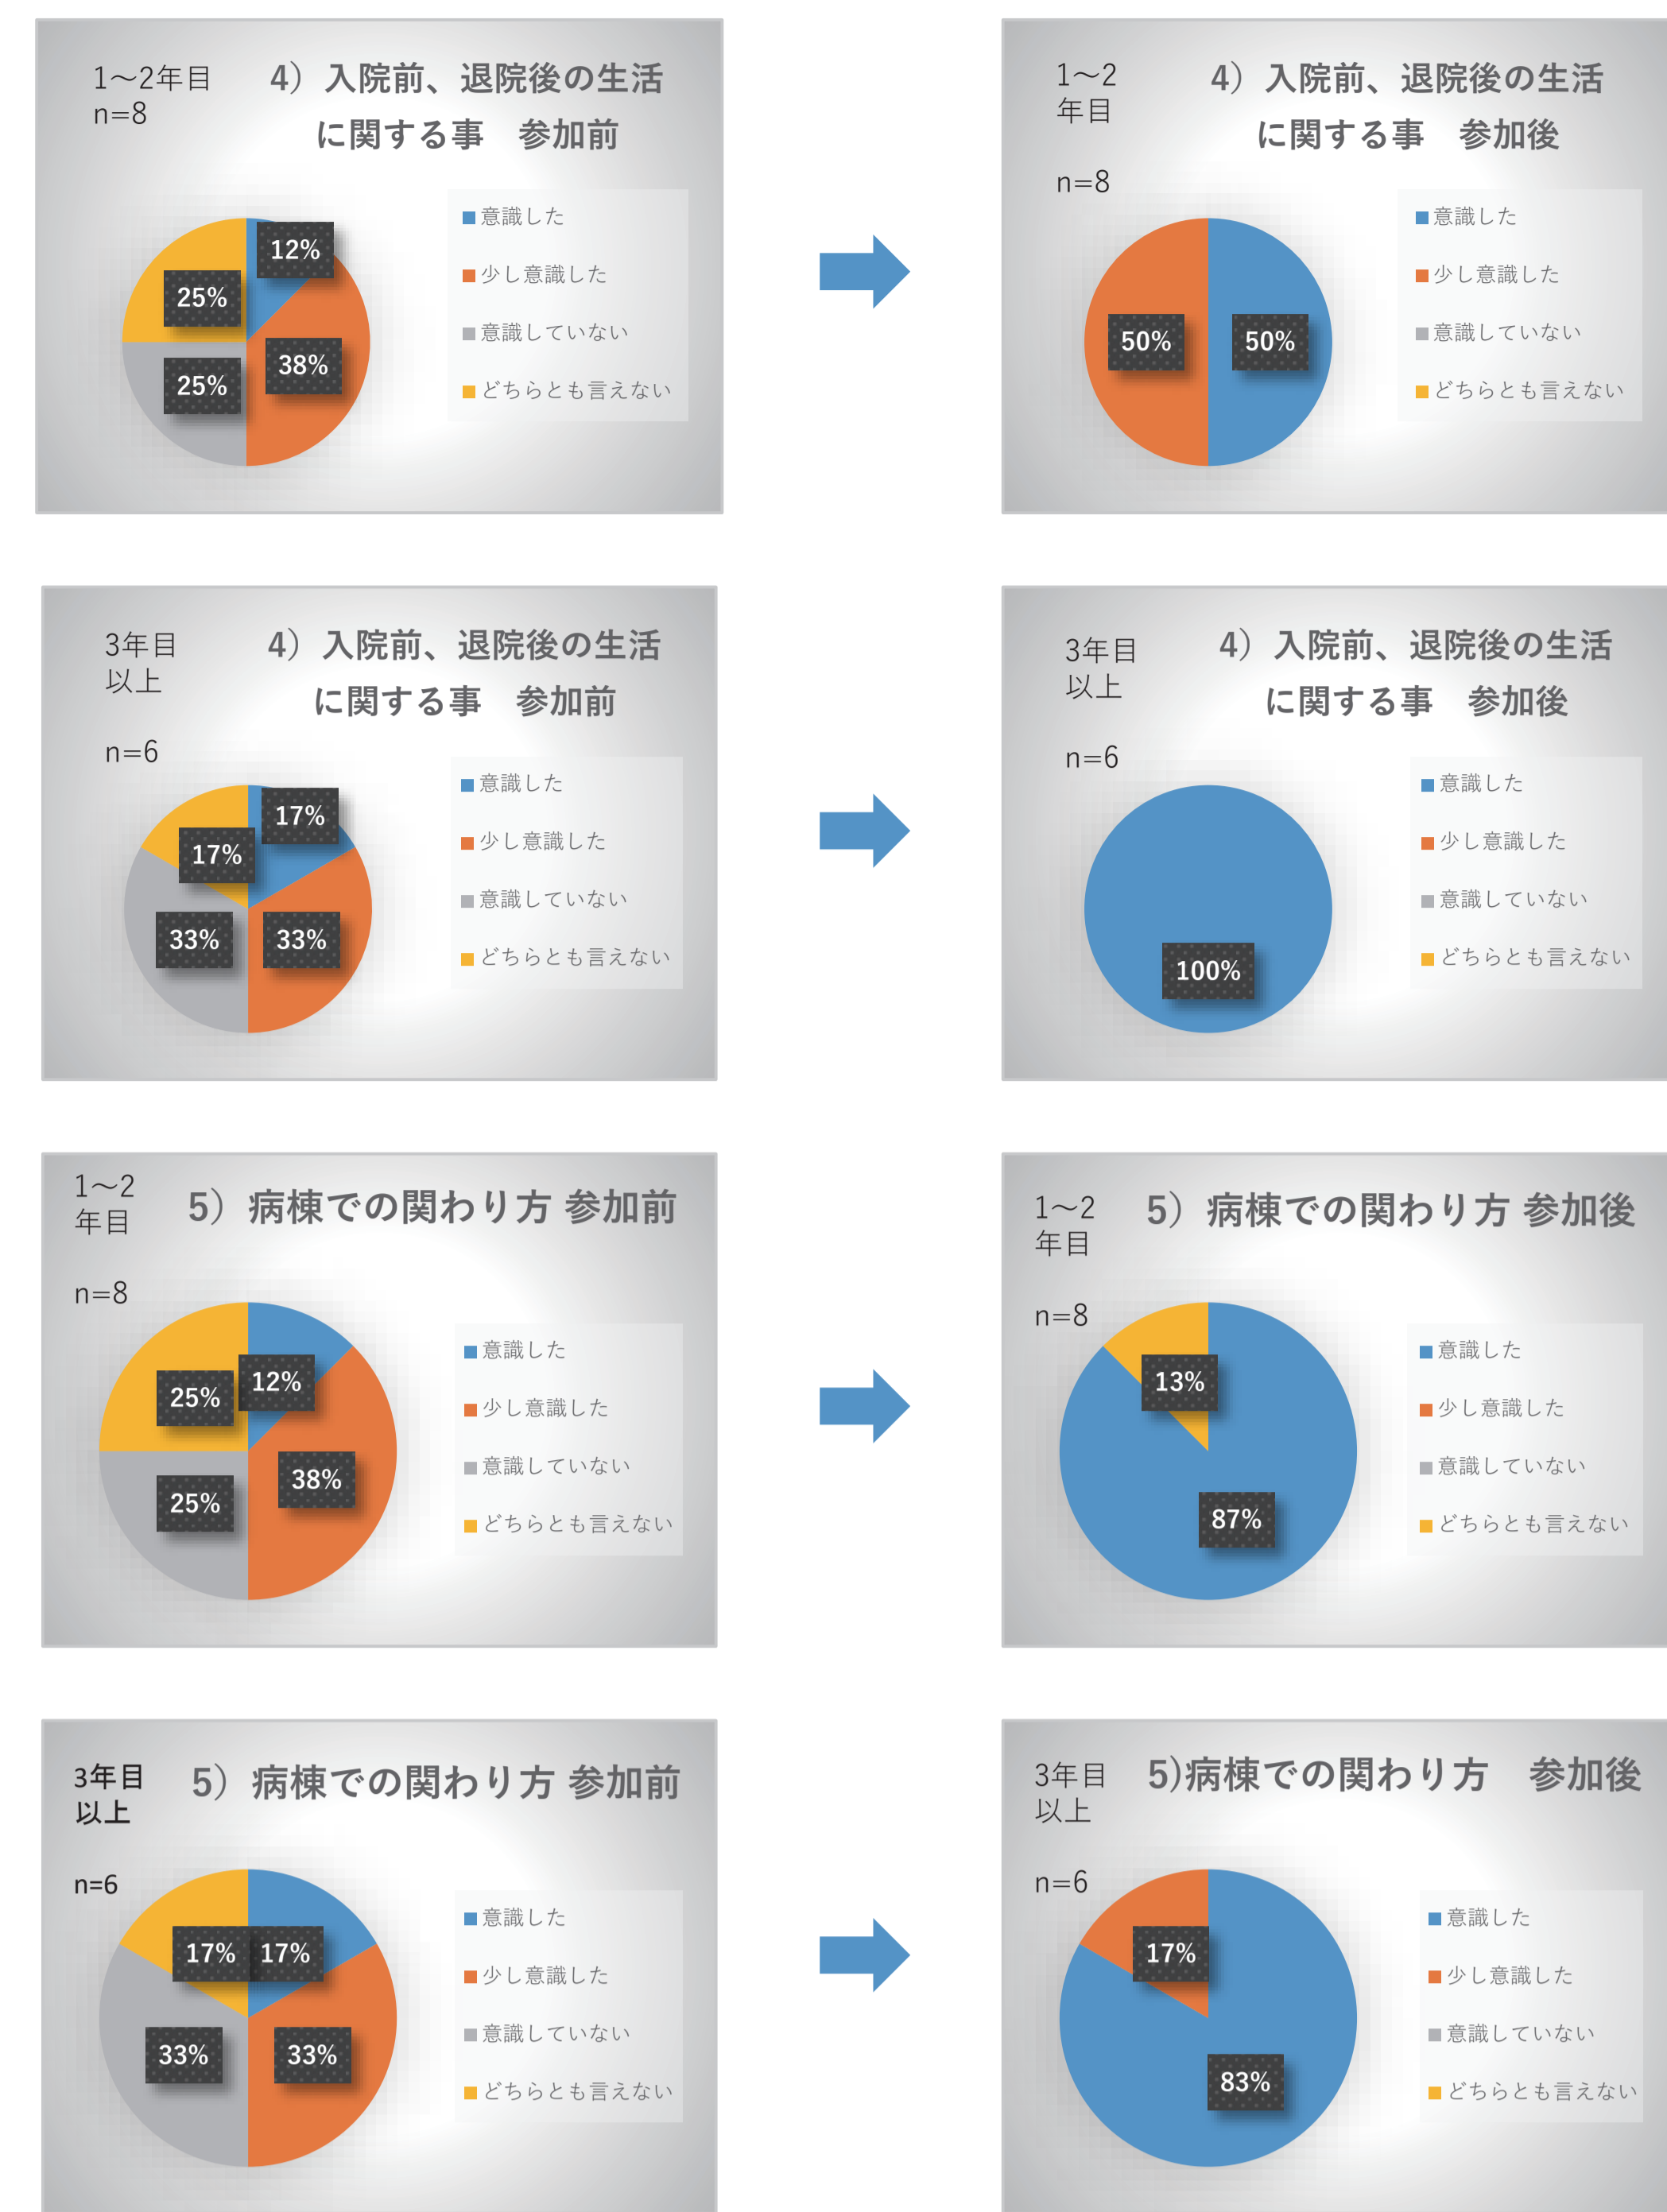 1～2年目
n=8
4）入院前、退院後の生活
に関する事　参加前
12%
38%
25%
25%
意識した
少し意識した
意識していない
どちらとも言えない
1～2
年目
n=8
4）入院前、退院後の生活
に関する事　参加後
50%
50%
意識した
少し意識した
意識していない
どちらとも言えない
3年目
以上
n=6
4）入院前、退院後の生活
に関する事　参加前
17%
17%
33%
33%
意識した
少し意識した
意識していない
どちらとも言えない
3年目
以上
n=6
4）入院前、退院後の生活
に関する事　参加後
100%
意識した
少し意識した
意識していない
どちらとも言えない
1～2
年目
n=8
5）病棟での関わり方 参加前
12%
25%
38%
25%
意識した
少し意識した
意識していない
どちらとも言えない
1～2
年目
n=8
5）病棟での関わり方 参加後
13%
87%
意識した
少し意識した
意識していない
どちらとも言えない
3年目
以上
n=6
5）病棟での関わり方 参加前
17%
17%
33%
33%
意識した
少し意識した
意識していない
どちらとも言えない
3年目
以上
n=6
5)病棟での関わり方　参加後
17%
83%
意識した
少し意識した
意識していない
どちらとも言えない